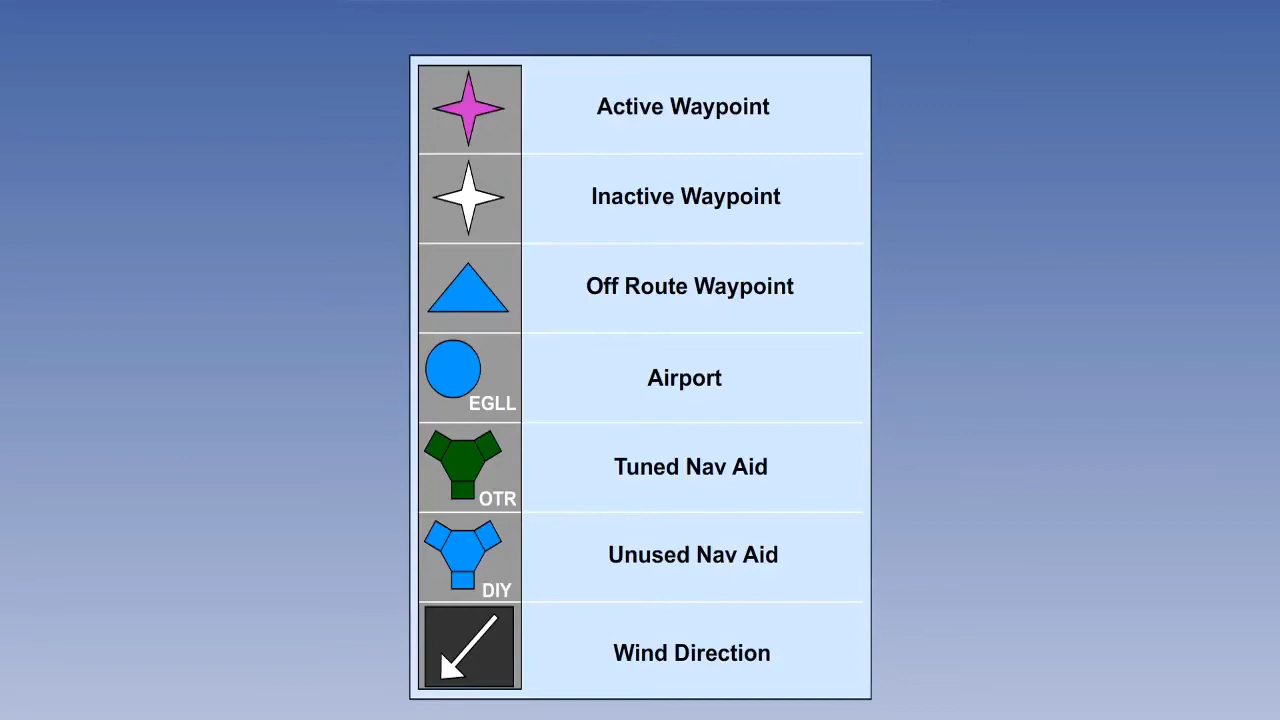 Active Waypoint
Inactive Waypoint
Off Route Waypoint
Airport
EGLL
Tuned Nav Aid
OTR
Unused Nav Aid
DIY
Wind Direction